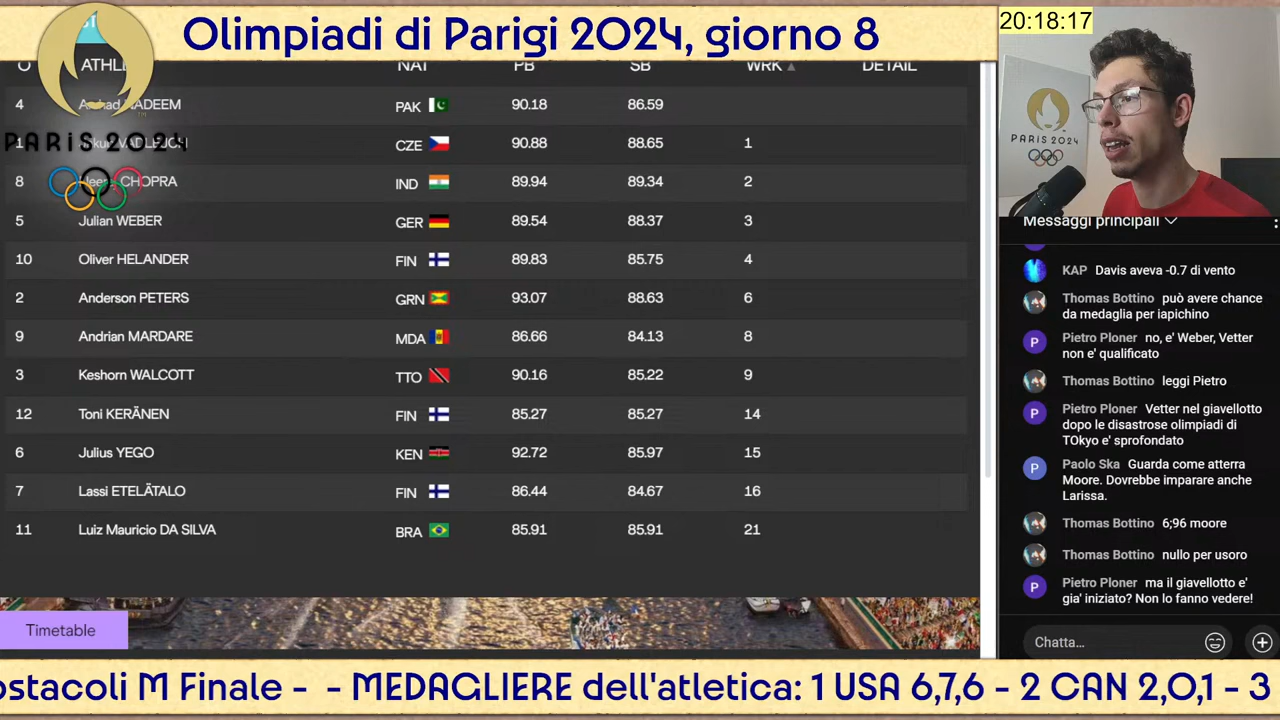 Olimpiadi di Parigi 2024, giorno 8
20:18:17
NAT PB SB WRK ▲ DETAIL
4 NADEEM PAK 90.18 86.59
CZE 90.88 88.65 1
8 CHOPRA IND 89.94 89.34 2
5 Julian WEBER GER 89.54 88.37 3
10 Oliver HELANDER FIN 89.83 85.75 4
2 Anderson PETERS GRN 93.07 88.63 6
9 Andrian MARDARE MDA 86.66 84.13 8
3 Keshorn WALCOTT TTO 90.16 85.22 9
12 Toni KERÄNEN FIN 85.27 85.27 14
6 Julius YEGO KEN 92.72 85.97 15
7 Lassi ETELÄTALO FIN 86.44 84.67 16
11 Luiz Mauricio DA SILVA BRA 85.91 85.91 21
PARIS 2024
Timetable
PARIS 2024
Messaggi principali
KAP Davis aveva -0.7 di vento
Thomas Bottino può avere chance
da medaglia per iapichino
Pietro Ploner no, e' Weber, Vetter
non e' qualificato
Thomas Bottino leggi Pietro
Pietro Ploner Vetter nel giavellotto
dopo le disastrose olimpiadi di
TOkyo e' sprofondato
Paolo Ska Guarda come atterra
Moore. Dovrebbe imparare anche
Larissa.
Thomas Bottino 6;96 moore
Thomas Bottino nullo per usoro
Pietro Ploner ma il giavellotto e'
gia' iniziato? Non lo fanno vedere!
Chatta...
ostacoli M Finale - - MEDAGLIERE dell'atletica: 1 USA 6,7,6 - 2 CAN 2,0,1 - 3